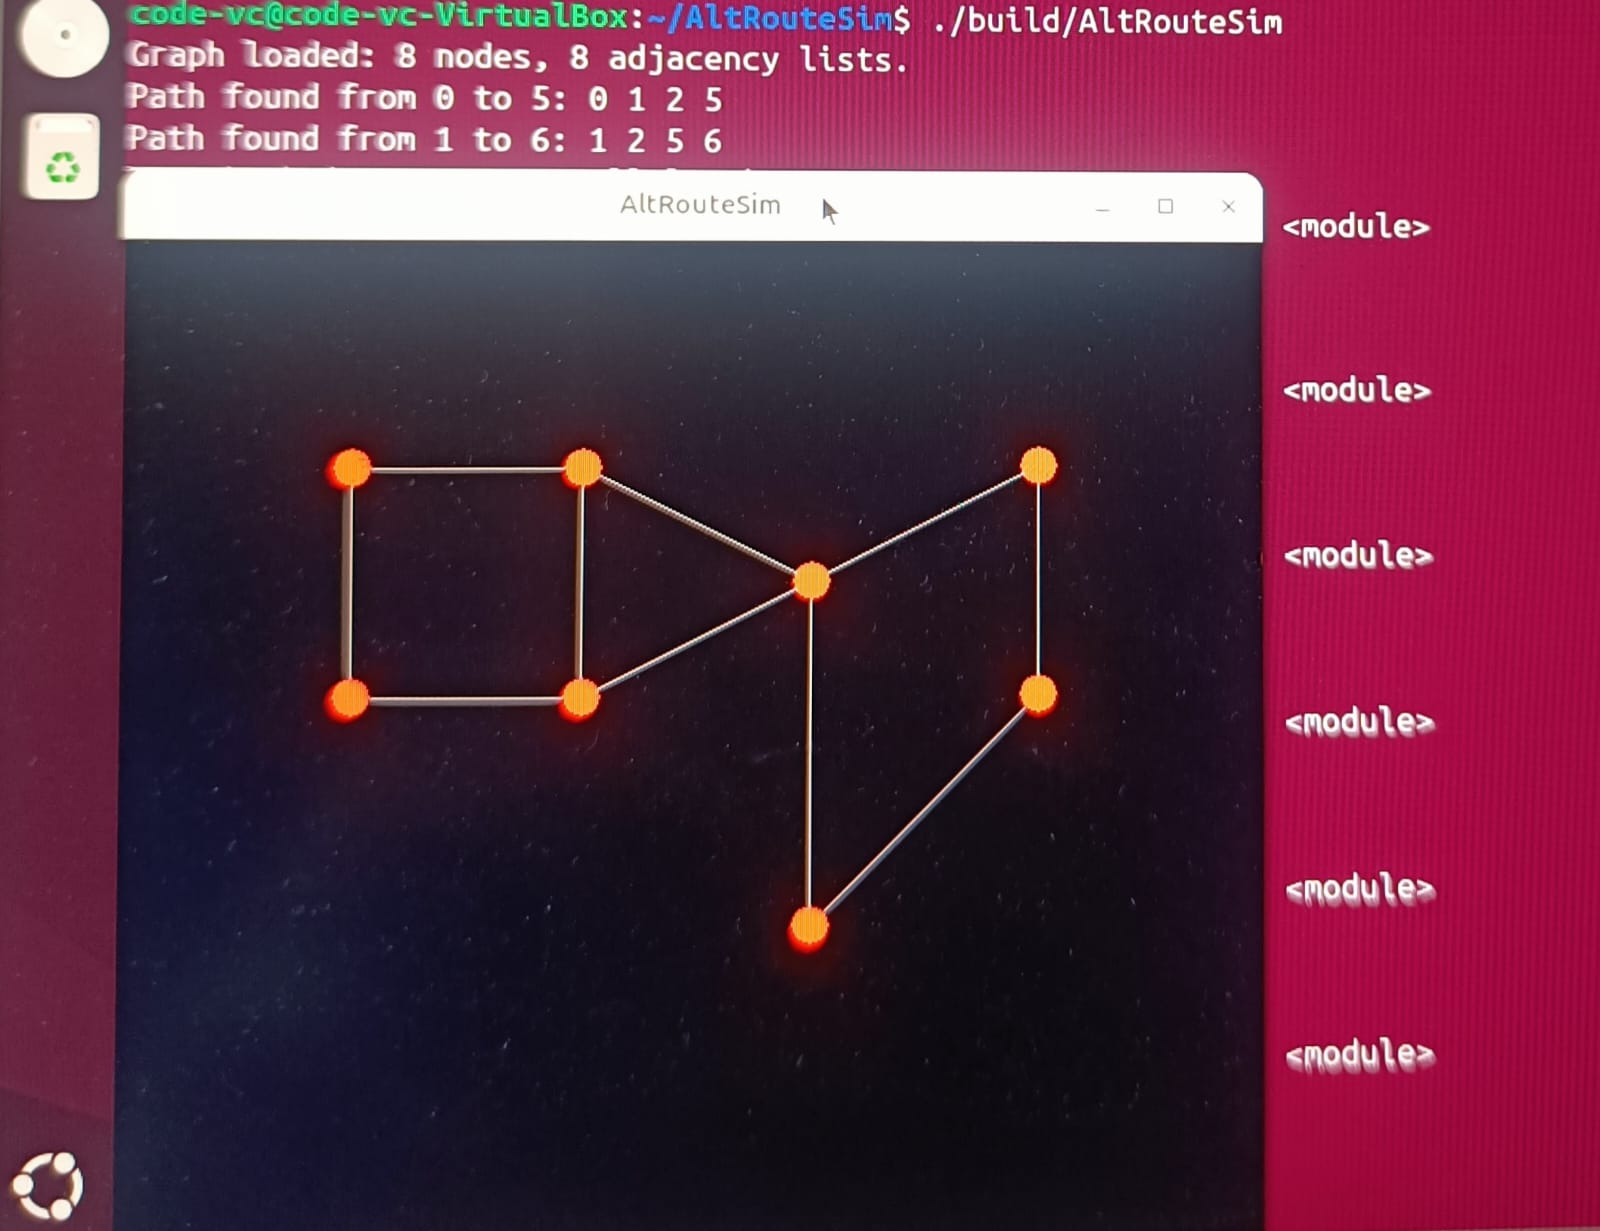 code-vc@code-vc-VirtualBox:~/AltRouteSim$ ./build/AltRouteSim
Graph loaded: 8 nodes, 8 adjacency lists.
Path found from 0 to 5: 0 1 2 5
Path found from 1 to 6: 1 2 5 6
AltRouteSim
<module>
<module>
<module>
<module>
<module>
<module>